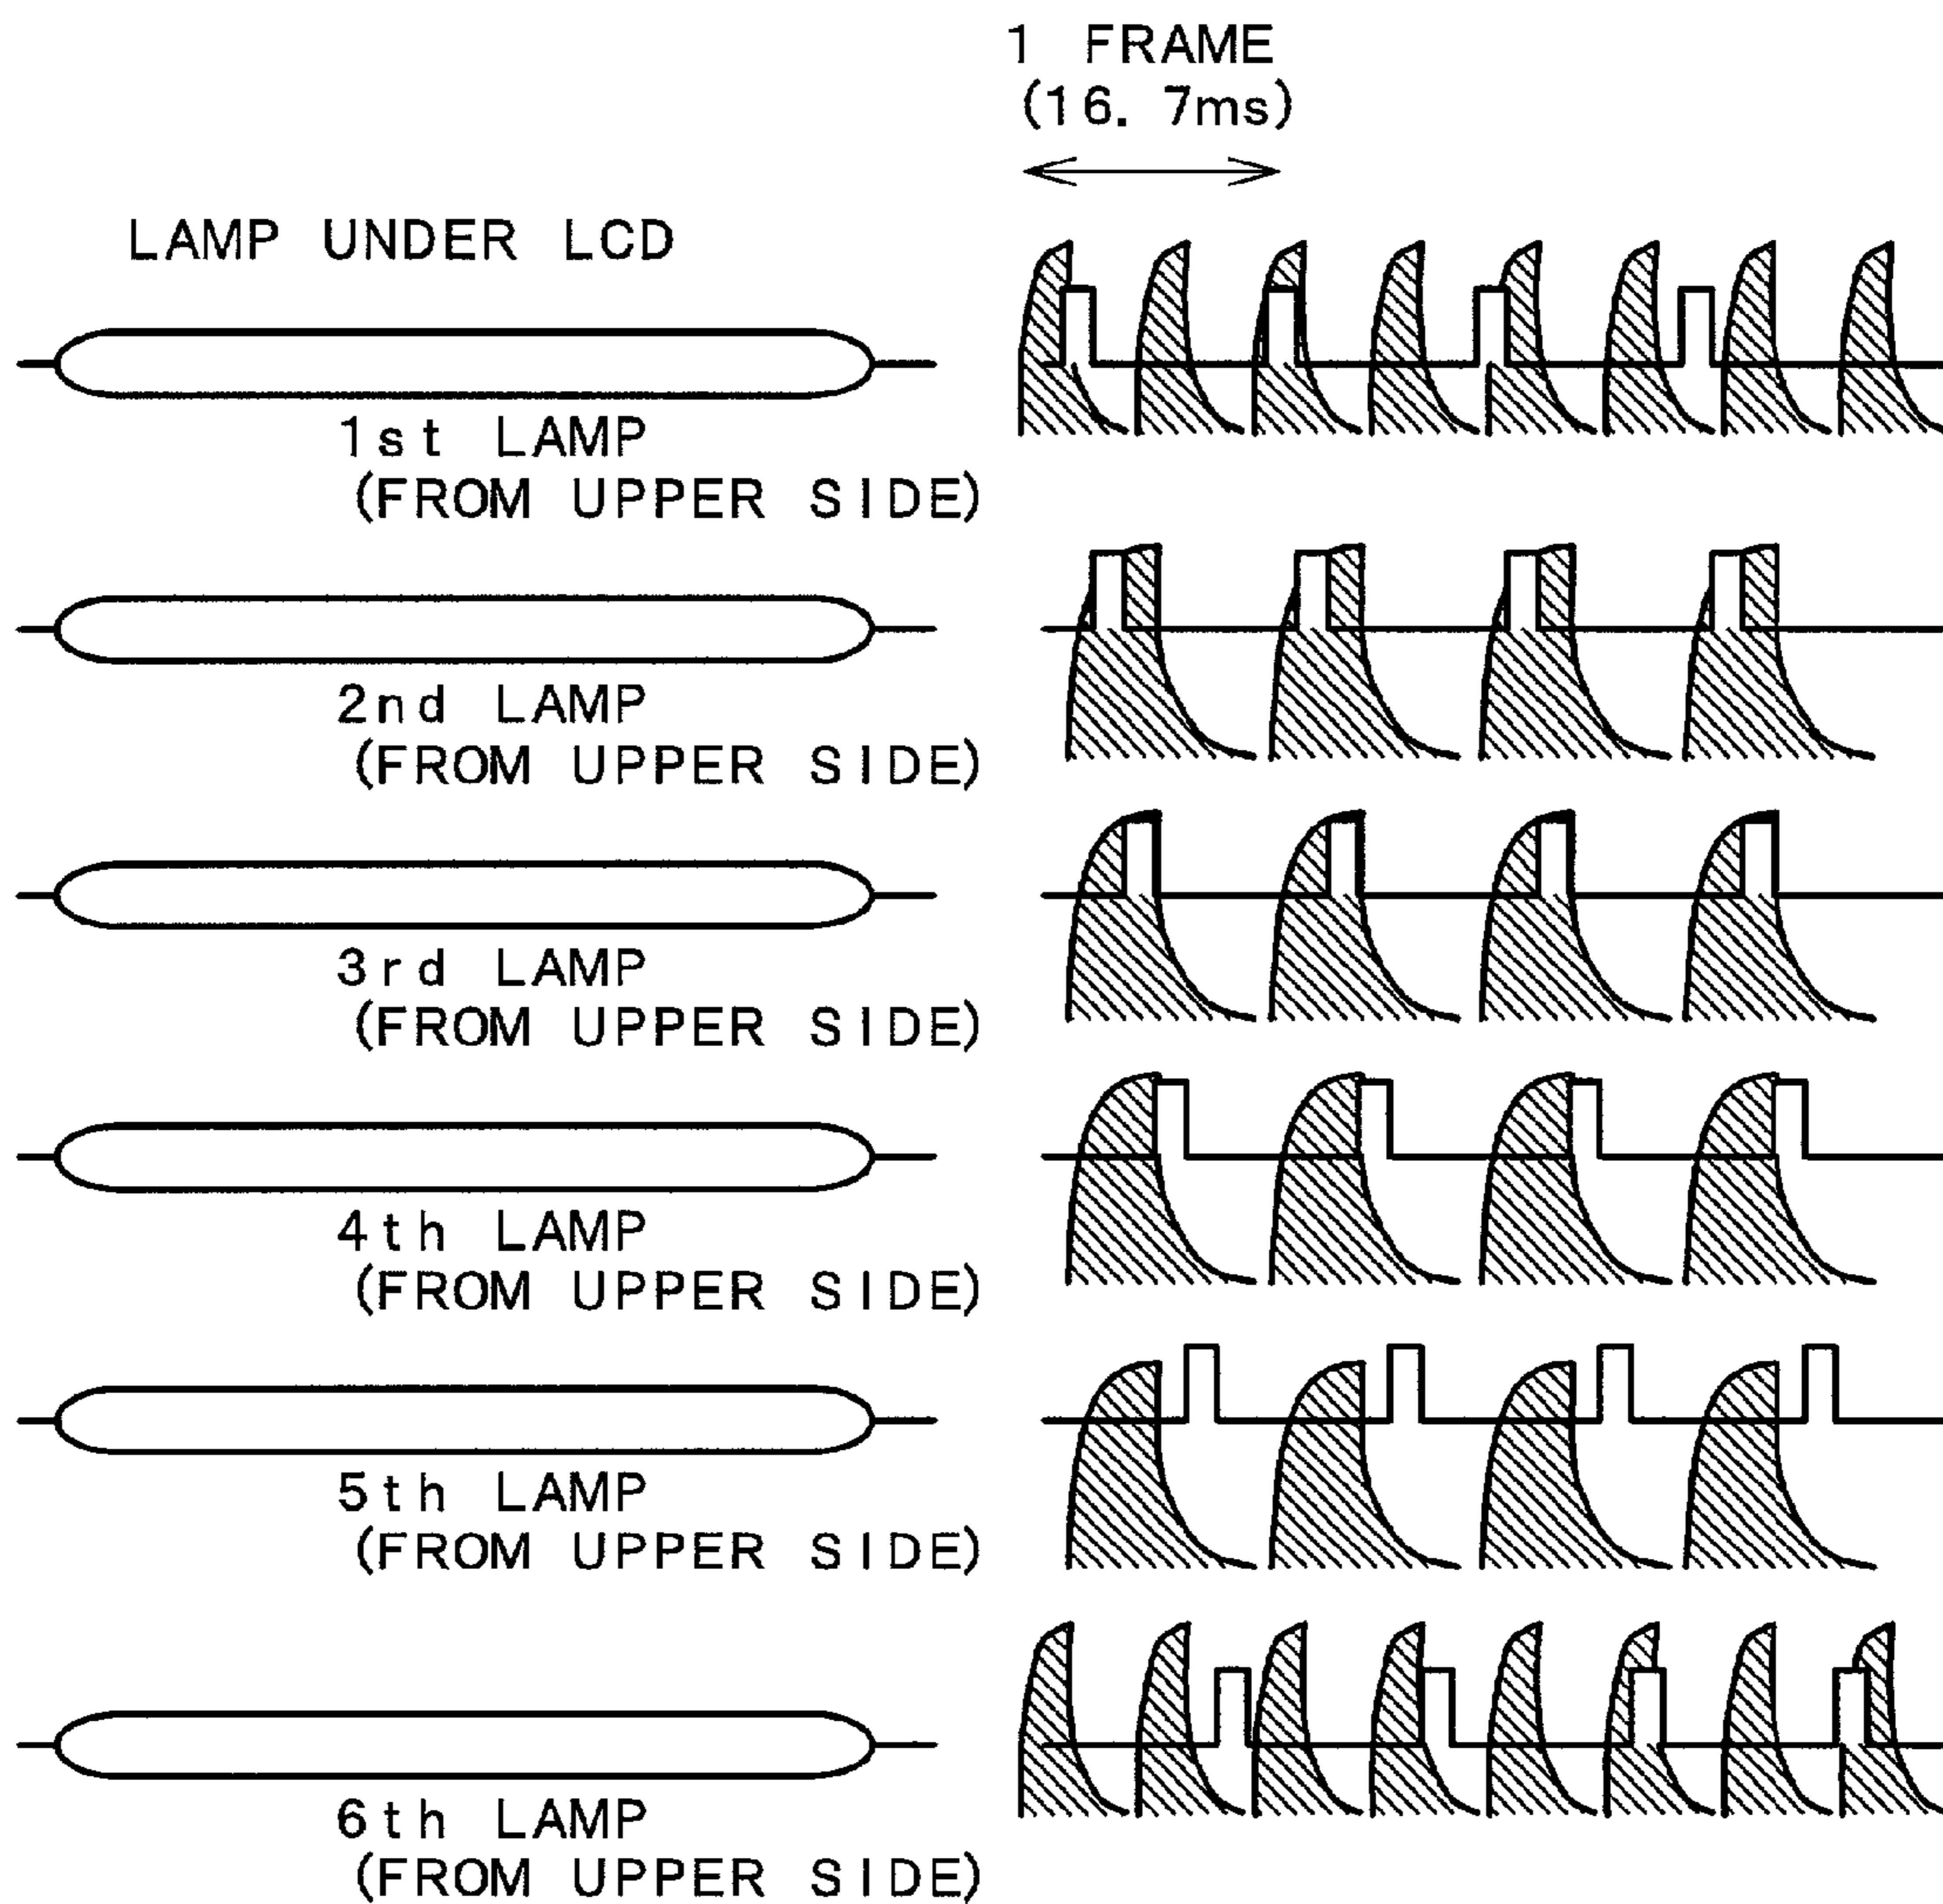 1 FRAME
(16. 7ms)
LAMP UNDER LCD
1st LAMP
(FROM UPPER SIDE)
2nd LAMP
(FROM UPPER SIDE)
3rd LAMP
(FROM UPPER SIDE)
4th LAMP
(FROM UPPER SIDE)
5th LAMP
(FROM UPPER SIDE)
6th LAMP
(FROM UPPER SIDE)